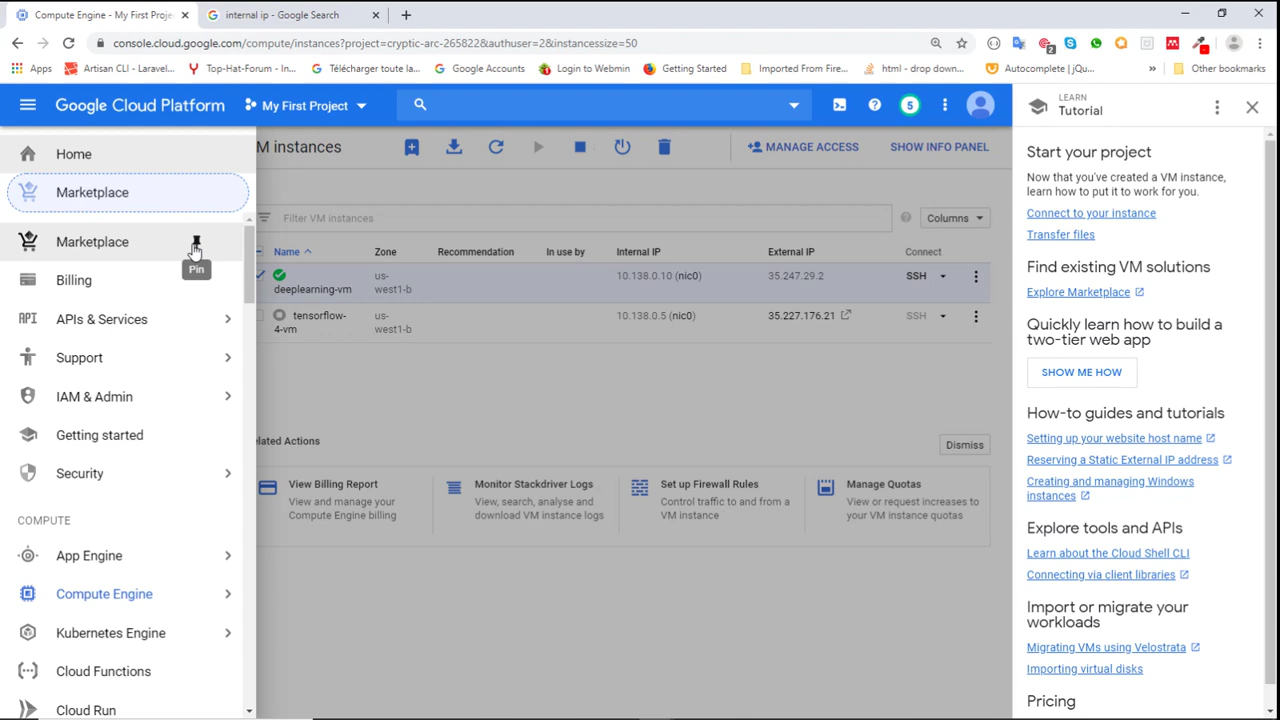 Compute Engine - My First Proje
internal ip - Google Search
console.cloud.google.com/compute/instances?project=cryptic-arc-265822&authuser=2&instancessize=50
2
Apps
Artisan CLI - Laravel...
Top-Hat-Forum - In...
Télécharger toute la...
Google Accounts
Login to Webmin
Getting Started
Imported From Fire...
html - drop down...
Autocomplete | jQu...
»
Other bookmarks
Google Cloud Platform
My First Project
5
LEARN
Tutorial
Home
Marketplace
Marketplace
Pin
Billing
API
APIs & Services
Support
IAM & Admin
Getting started
Security
COMPUTE
App Engine
Compute Engine
Kubernetes Engine
Cloud Functions
Cloud Run
VM instances
MANAGE ACCESS
SHOW INFO PANEL
Filter VM instances
Columns
Name
Zone
Recommendation
In use by
Internal IP
External IP
Connect
deeplearning-vm
us-
west1-b
10.138.0.10 (nic0)
35.247.29.2
SSH
tensorflow-
4-vm
us-
west1-b
10.138.0.5 (nic0)
35.227.176.21
SSH
elated Actions
Dismiss
View Billing Report
View and manage your
Compute Engine billing
Monitor Stackdriver Logs
View, search, analyse and
download VM instance logs
Set up Firewall Rules
Control traffic to and from a
VM instance
Manage Quotas
View or request increases to
your VM instance quotas
Start your project
Now that you've created a VM instance,
learn how to put it to work for you.
Connect to your instance
Transfer files
Find existing VM solutions
Explore Marketplace
Quickly learn how to build a
two-tier web app
SHOW ME HOW
How-to guides and tutorials
Setting up your website host name
Reserving a Static External IP address
Creating and managing Windows
instances
Explore tools and APIs
Learn about the Cloud Shell CLI
Connecting via client libraries
Import or migrate your
workloads
Migrating VMs using Velostrata
Importing virtual disks
Pricing